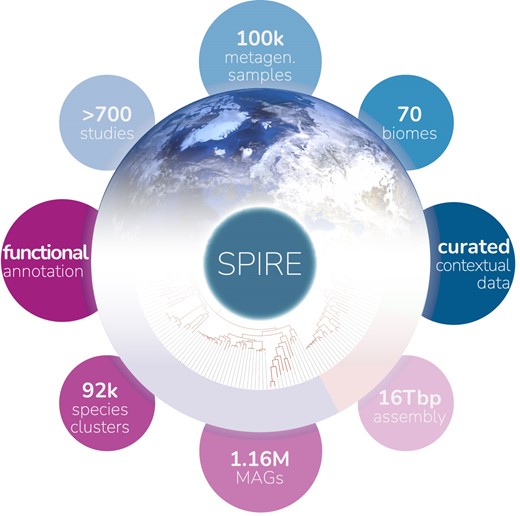 100k
metagen.
samples
>700
studies
70
biomes
functional
annotation
SPIRE
curated
contextual
data
92k
species
clusters
16Tbp
assembly
1.16M
MAGs